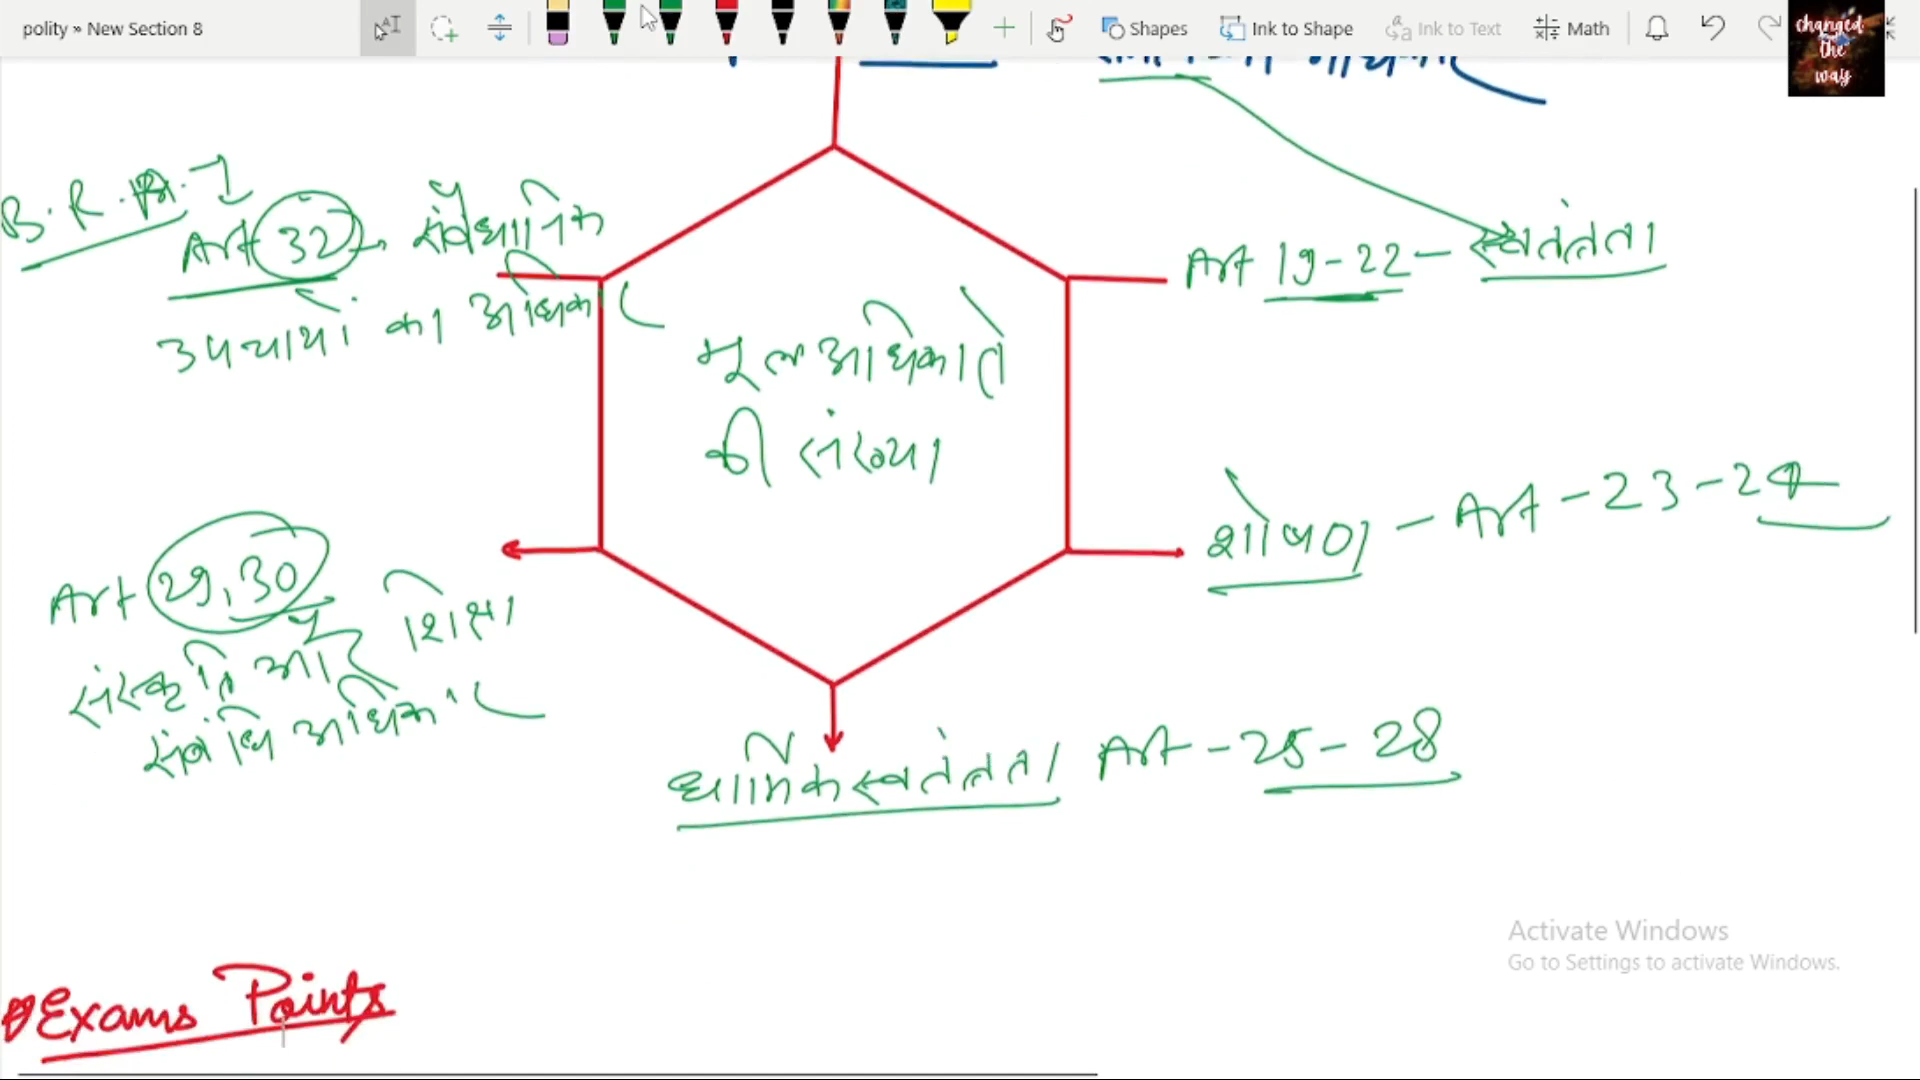 polity » New Section 8
Shapes
Ink to Shape
Ink to Text
Math
changed
the
way
B.R.
Art 32 → संवैधानिक
उपचारों का अधिकार
Art 19-22 - स्वतंत्रता
मूल अधिकारो
की संख्या
शोषण - Art - 23-24
Art 29,30
संस्कृति और शिक्षा
संबंधि अधिकार
धार्मिक स्वतंत्रता Art - 25-28
Activate Windows
Go to Settings to activate Windows.
Exams Points